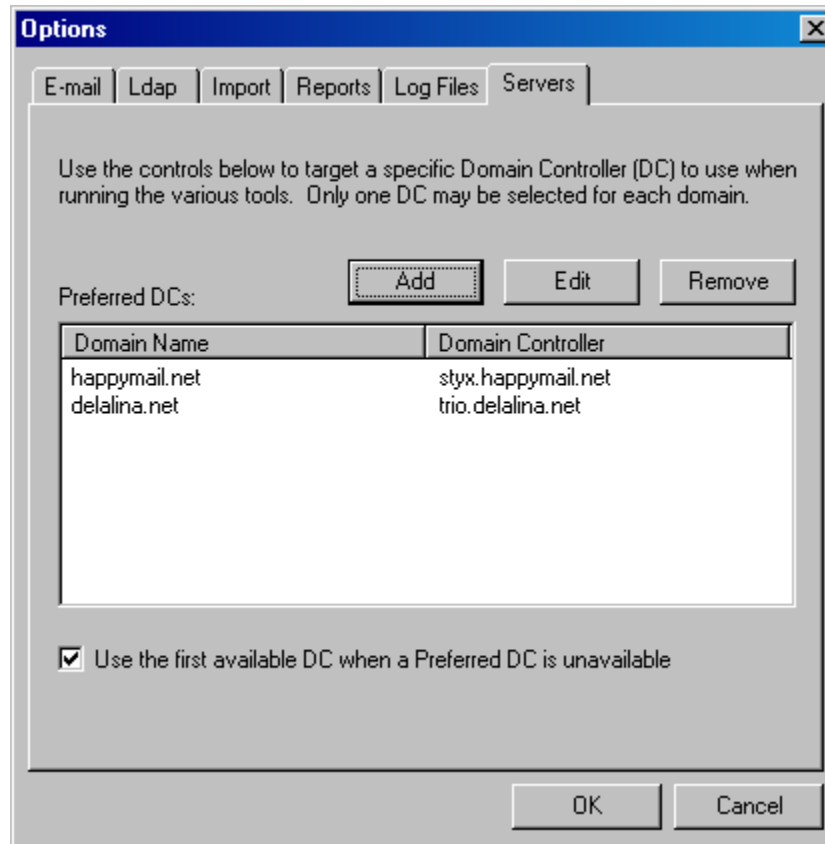 Options
E-mail Ldap Import Reports Log Files Servers
Use the controls below to target a specific Domain Controller (DC) to use when
running the various tools.  Only one DC may be selected for each domain.
Preferred DCs: Add Edit Remove
Domain Name Domain Controller
happymail.net styx.happymail.net
delalina.net trio.delalina.net
Use the first available DC when a Preferred DC is unavailable
OK Cancel